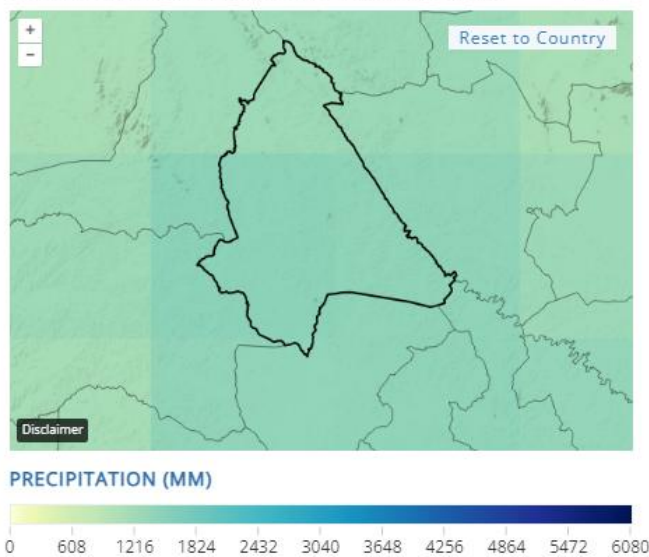 +
Reset to Country
−
Disclaimer
PRECIPITATION (MM)
0 608 1216 1824 2432 3040 3648 4256 4864 5472 6080